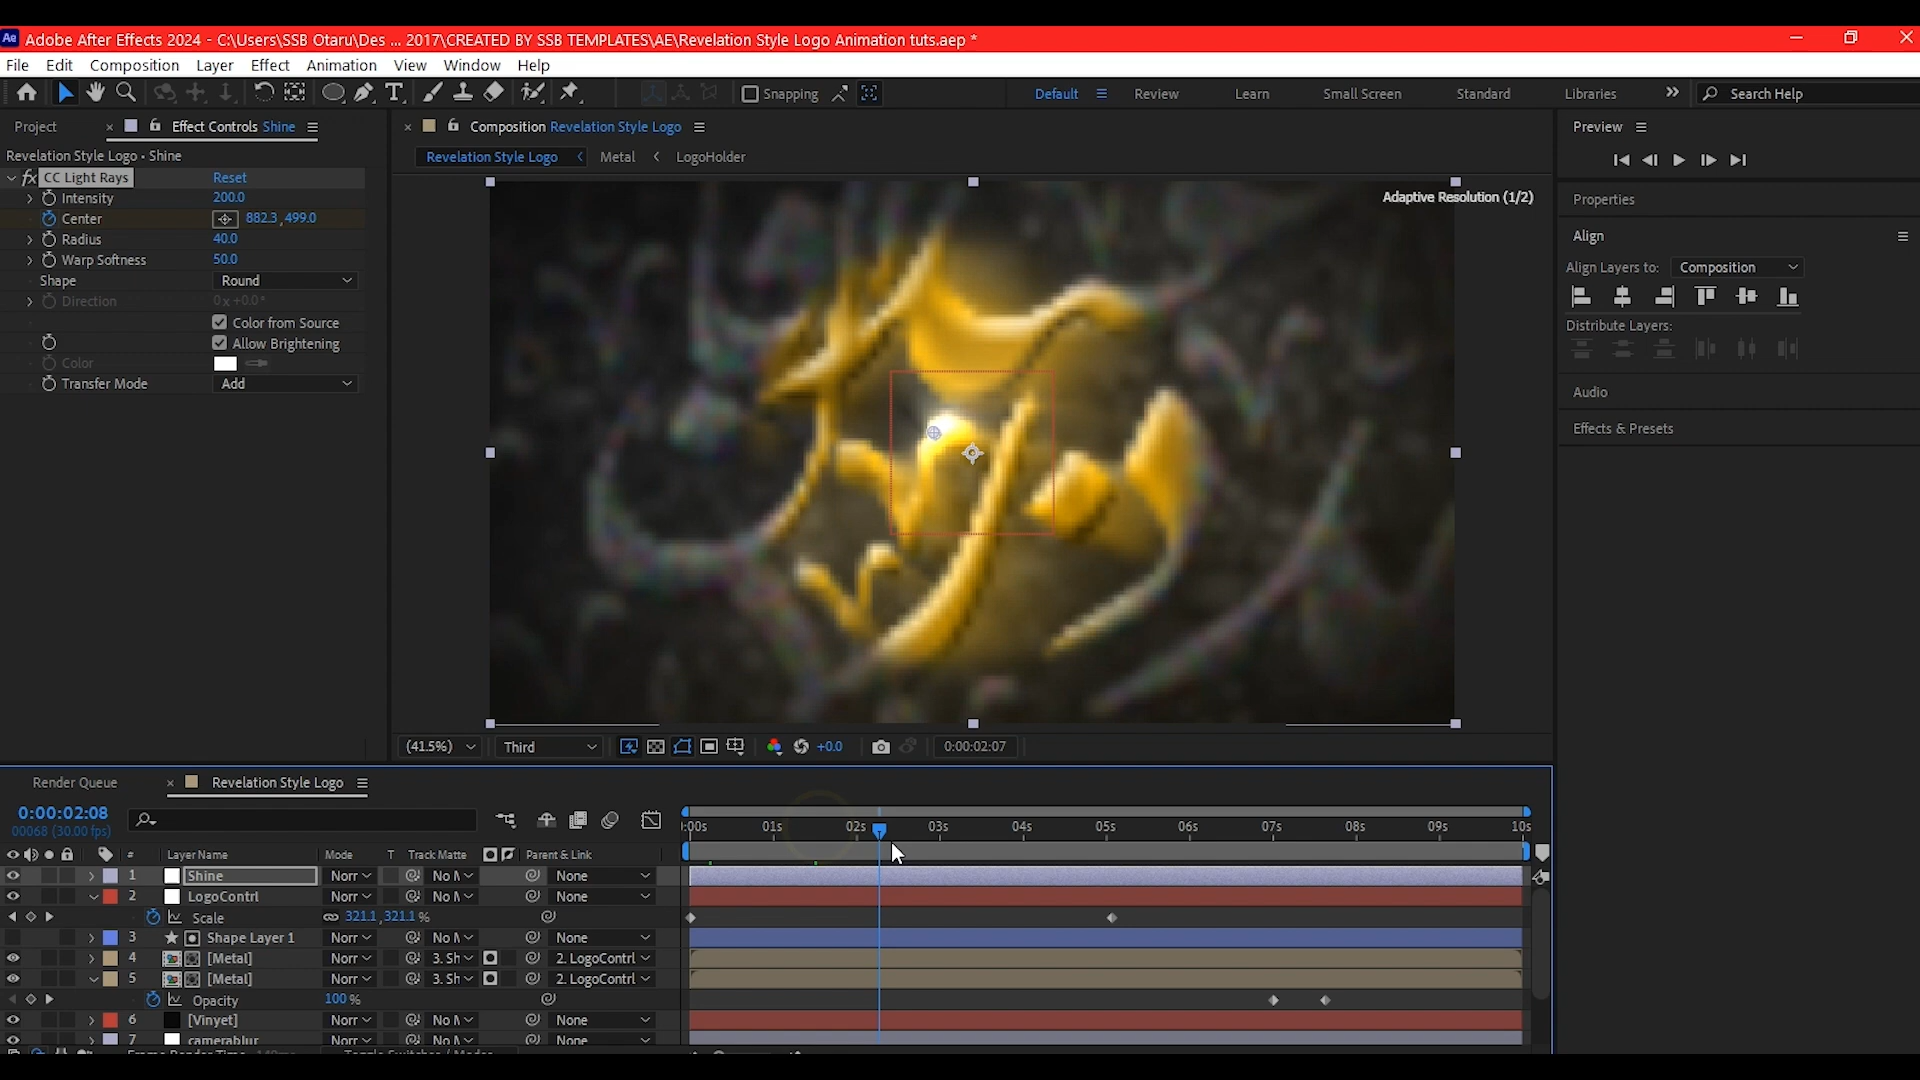 Adobe After Effects 2024 - C:\Users\SSB Otaru\Des ... 2017\CREATED BY SSB TEMPLATES\AE\Revelation Style Logo Animation tuts.aep *
File Edit Composition Layer Effect Animation View Window Help
Snapping Default Review Learn Small Screen Standard Libraries Search Help
Project Effect Controls Shine
Revelation Style Logo • Shine
fx CC Light Rays Reset
Intensity 200.0
Center 882.3, 499.0
Radius 40.0
Warp Softness 50.0
Shape Round
Direction 0x+0.0°
Color from Source
Allow Brightening
Color
Transfer Mode Add
Composition Revelation Style Logo
Revelation Style Logo Metal LogoHolder
Adaptive Resolution (1/2)
(41.5%) Third +0.0 0:00:02:07
Preview
Properties
Align
Align Layers to: Composition
Distribute Layers:
Audio
Effects & Presets
Render Queue Revelation Style Logo
0:00:02:08
00068 (30.00 fps)
:00s 01s 02s 03s 04s 05s 06s 07s 08s 09s 10s
# Layer Name Mode T Track Matte Parent & Link
1 Shine Norr No M None
2 LogoContrl Norr No M None
Scale 321.1, 321.1 %
3 Shape Layer 1 Norr No M None
4 [Metal] Norr 3. Sh 2. LogoContrl
5 [Metal] Norr 3. Sh 2. LogoContrl
Opacity 100 %
6 [Vinyet] Norr No M None
7 camerablur Norr No M None